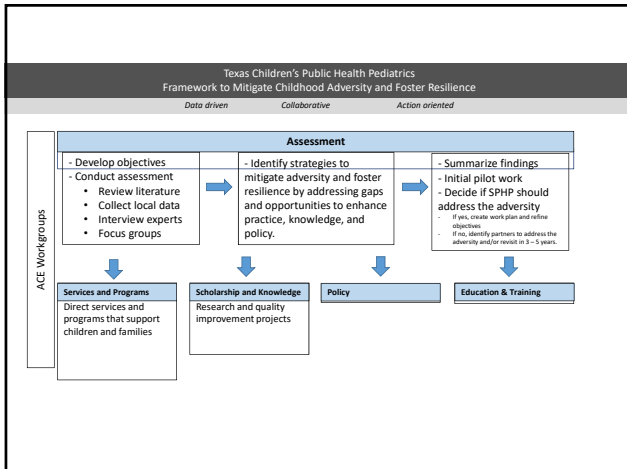 Texas Children's Public Health Pediatrics
Framework to Mitigate Childhood Adversity and Foster Resilience
Data driven Collaborative Action oriented
ACE Workgroups
Assessment
- Develop objectives
- Conduct assessment
• Review literature
• Collect local data
• Interview experts
• Focus groups
- Identify strategies to
mitigate adversity and foster
resilience by addressing gaps
and opportunities to enhance
practice, knowledge, and
policy.
- Summarize findings
- Initial pilot work
- Decide if SPHP should
address the adversity
- If yes, create work plan and refine
objectives
- If no, identify partners to address the
adversity and/or revisit in 3 – 5 years.
Services and Programs
Direct services and
programs that support
children and families
Scholarship and Knowledge
Research and quality
improvement projects
Policy
Education & Training